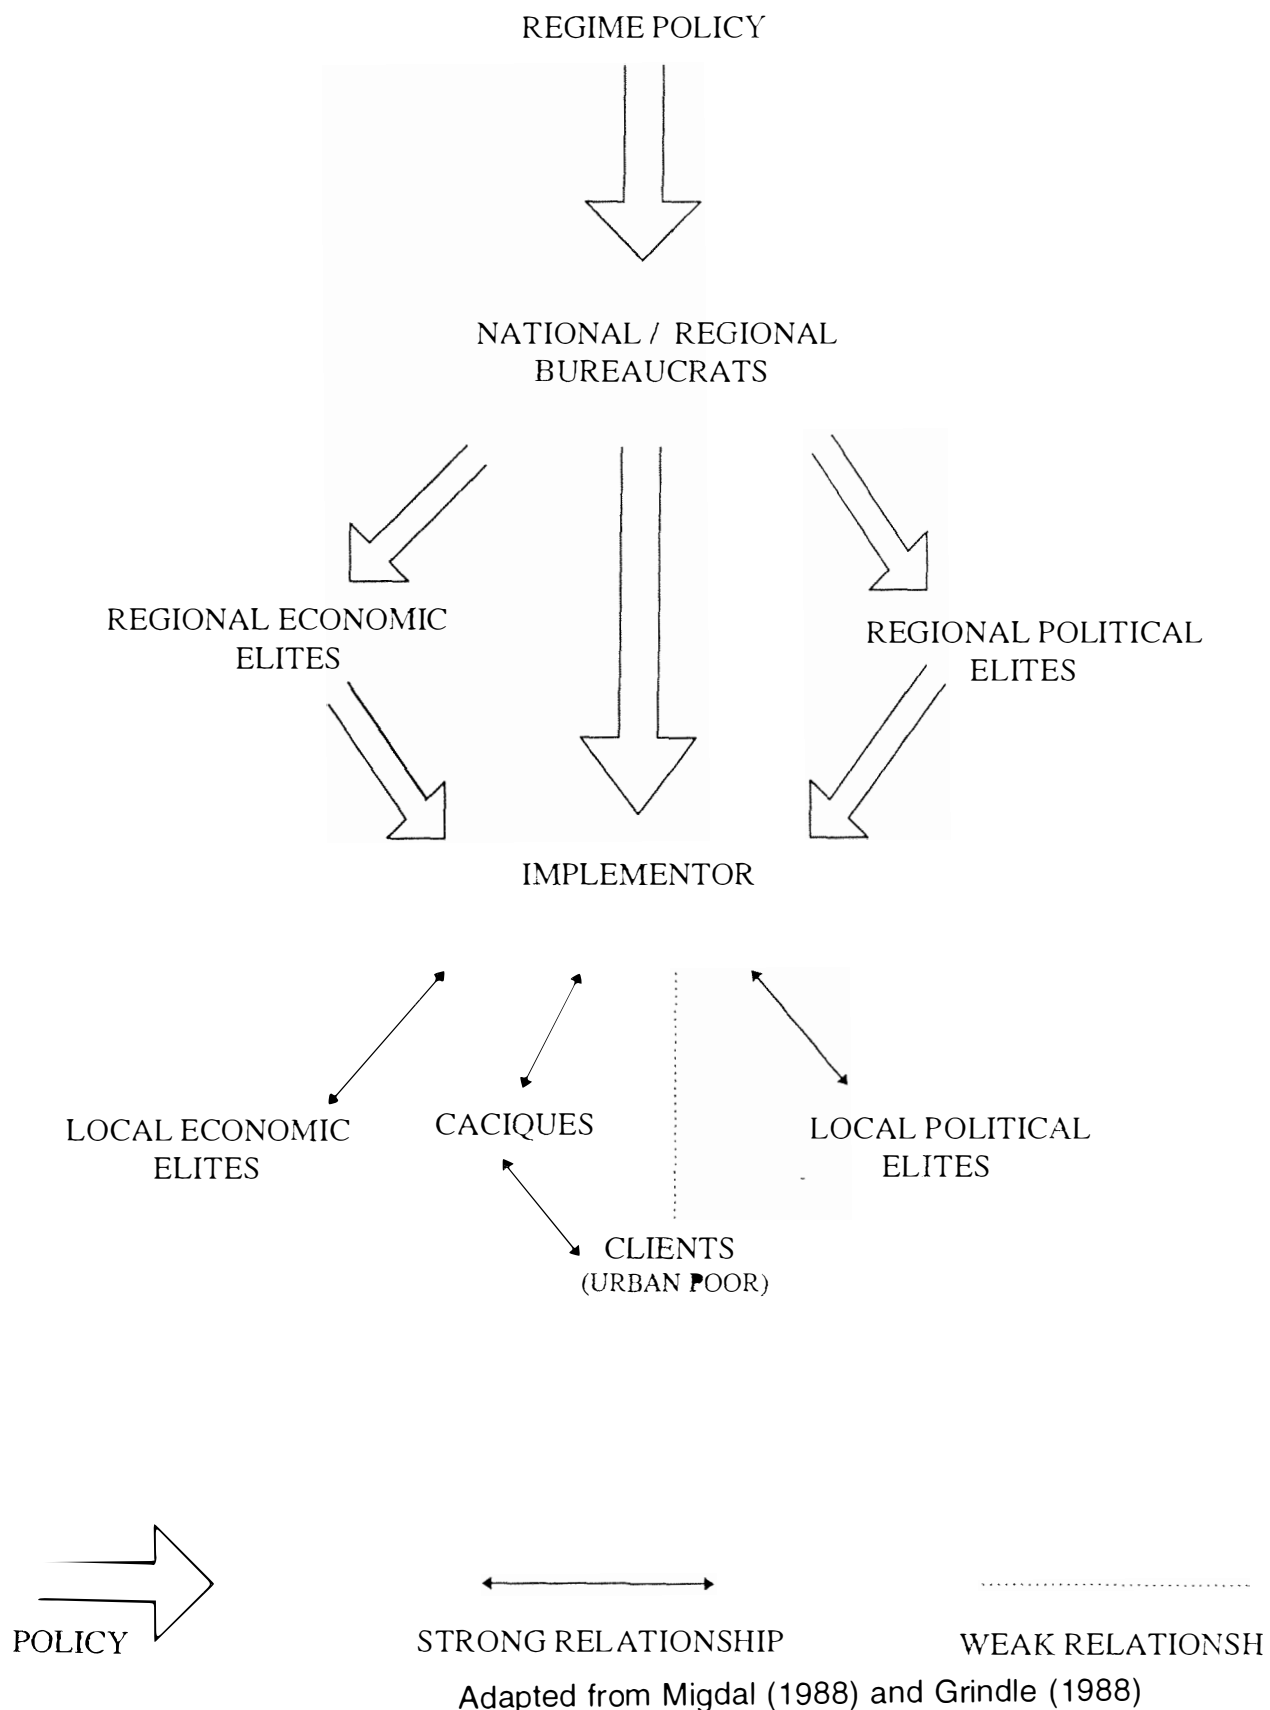 REGIME POLICY
NATIONAL / REGIONAL
BUREAUCRATS
REGIONAL ECONOMIC
ELITES
REGIONAL POLITICAL
ELITES
IMPLEMENTOR
LOCAL ECONOMIC
ELITES
CACIQUES
LOCAL POLITICAL
ELITES
CLIENTS
(URBAN POOR)
POLICY
STRONG RELATIONSHIP
WEAK RELATIONSH
Adapted from Migdal (1988) and Grindle (1988)